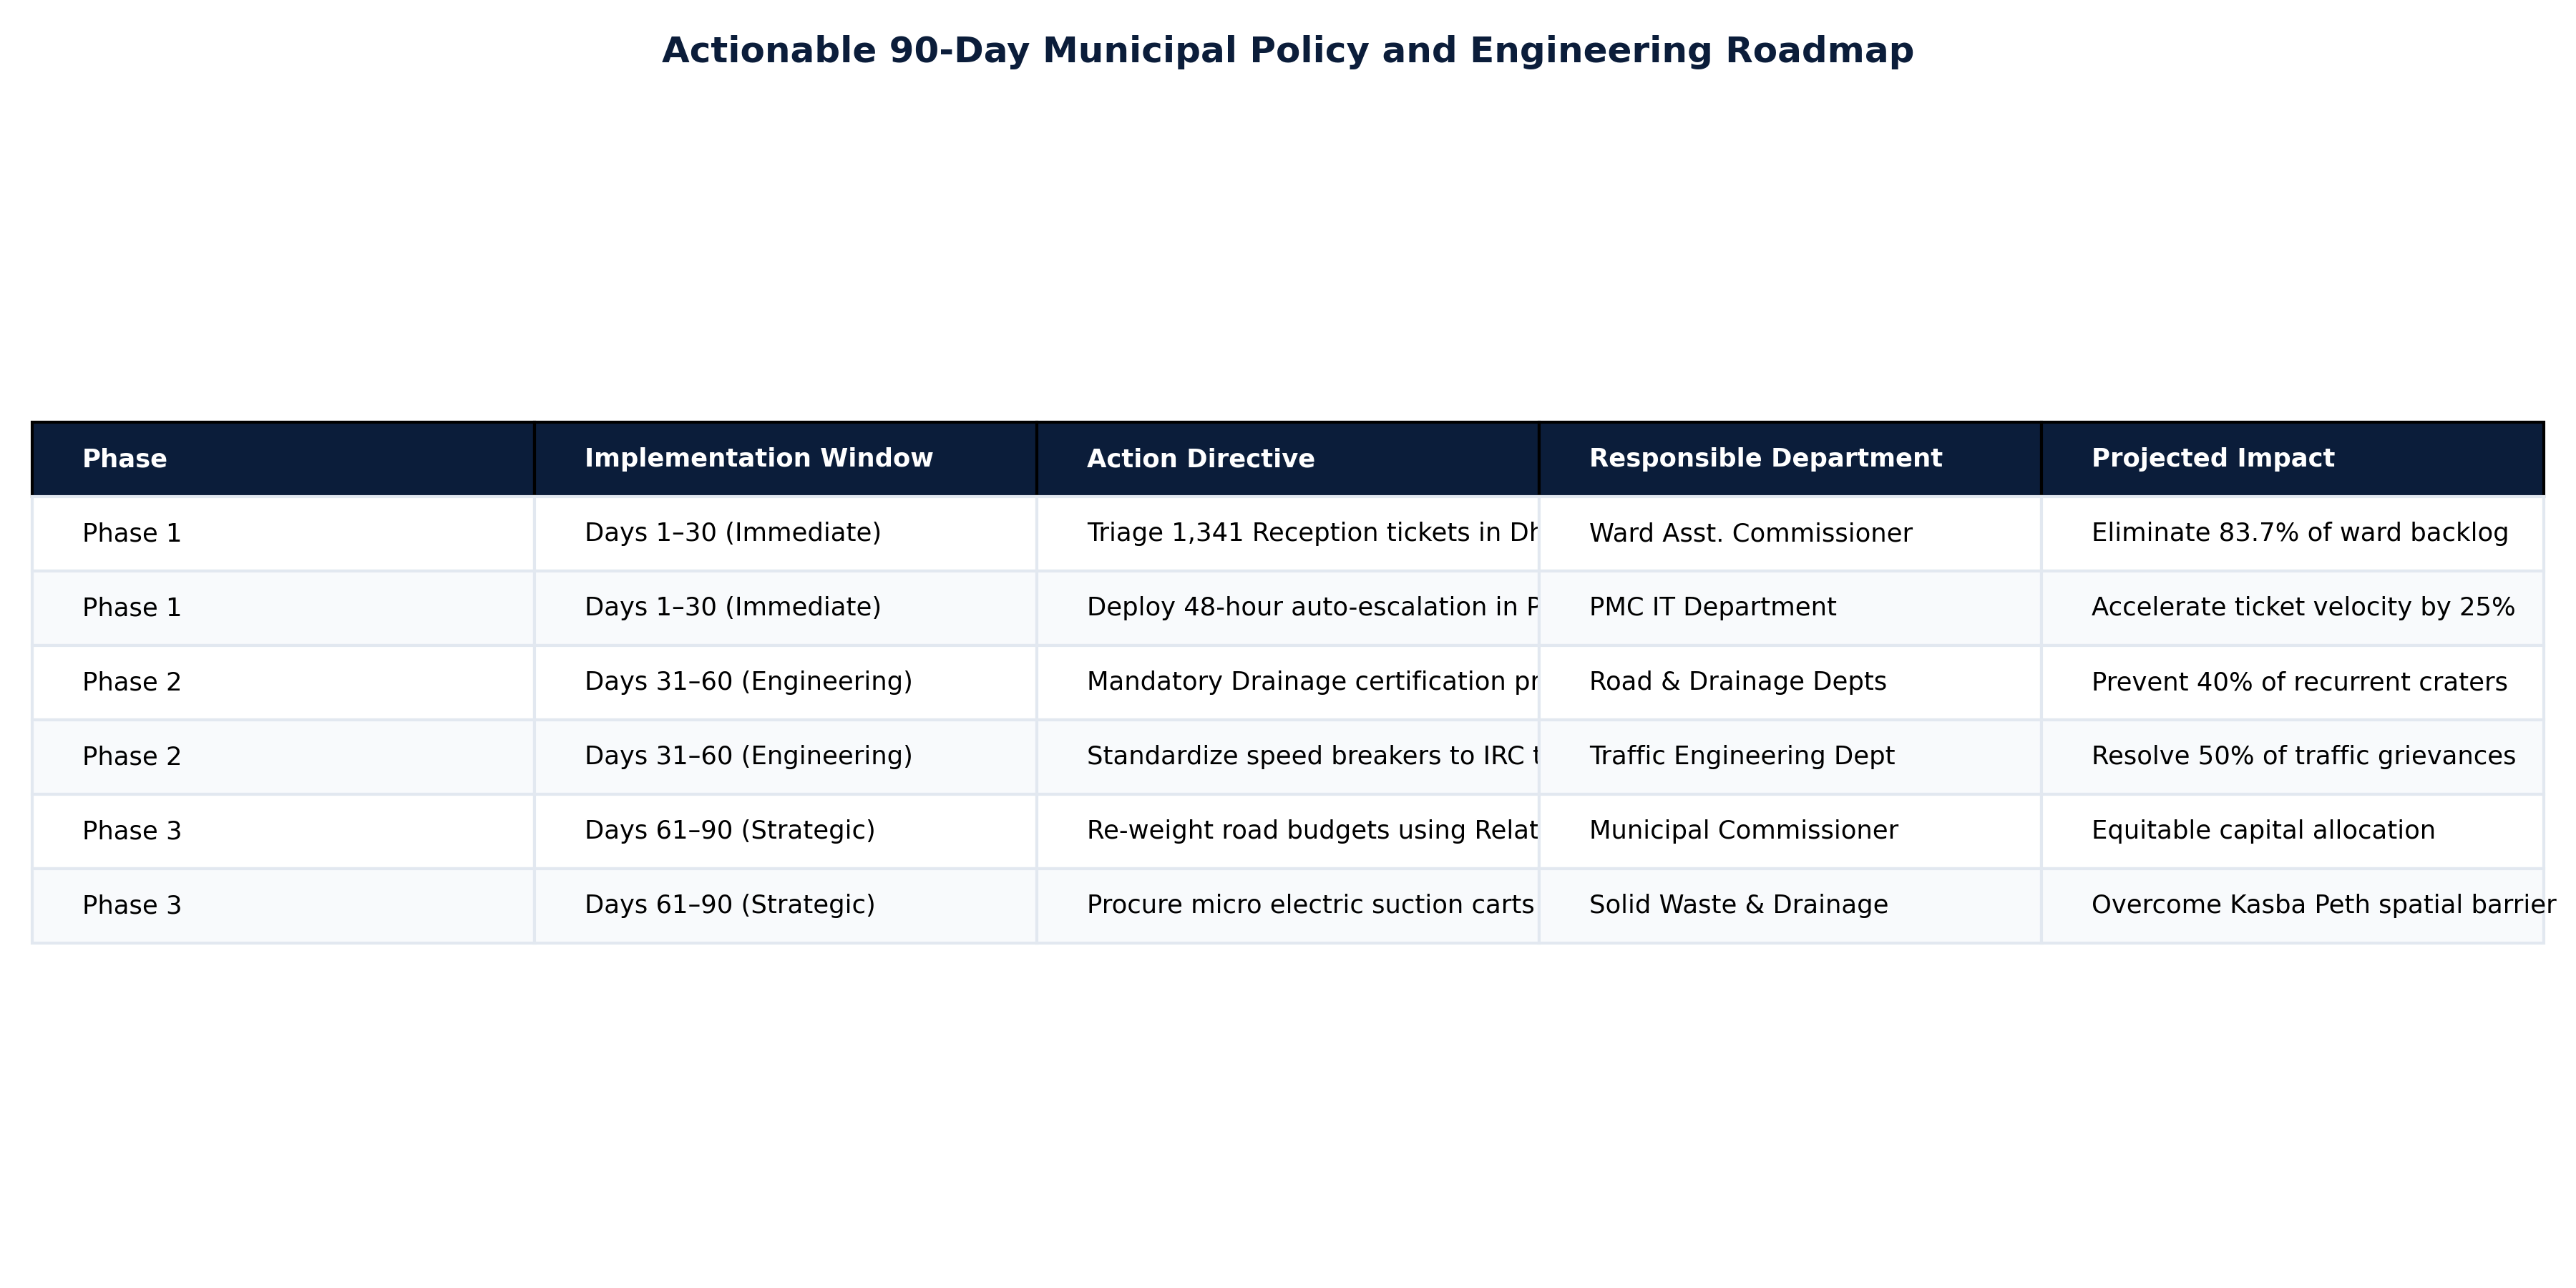 Actionable 90-Day Municipal Policy and Engineering Roadmap
Phase Implementation Window Action Directive Responsible Department Projected Impact
Phase 1 Days 1–30 (Immediate) Triage 1,341 Reception tickets in Ward Asst. Commissioner Eliminate 83.7% of ward backlog
Phase 1 Days 1–30 (Immediate) Deploy 48-hour auto-escalation in PMC IT Department Accelerate ticket velocity by 25%
Phase 2 Days 31–60 (Engineering) Mandatory Drainage certification Road & Drainage Depts Prevent 40% of recurrent craters
Phase 2 Days 31–60 (Engineering) Standardize speed breakers to IRC Traffic Engineering Dept Resolve 50% of traffic grievances
Phase 3 Days 61–90 (Strategic) Re-weight road budgets using Municipal Commissioner Equitable capital allocation
Phase 3 Days 61–90 (Strategic) Procure micro electric suction carts Solid Waste & Drainage Overcome Kasba Peth spatial barrier